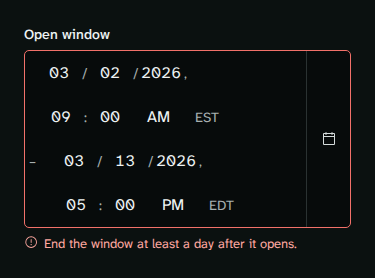 Open window
03 / 02 / 2026,
09 : 00 AM EST
– 03 / 13 / 2026,
05 : 00 PM EDT
End the window at least a day after it opens.